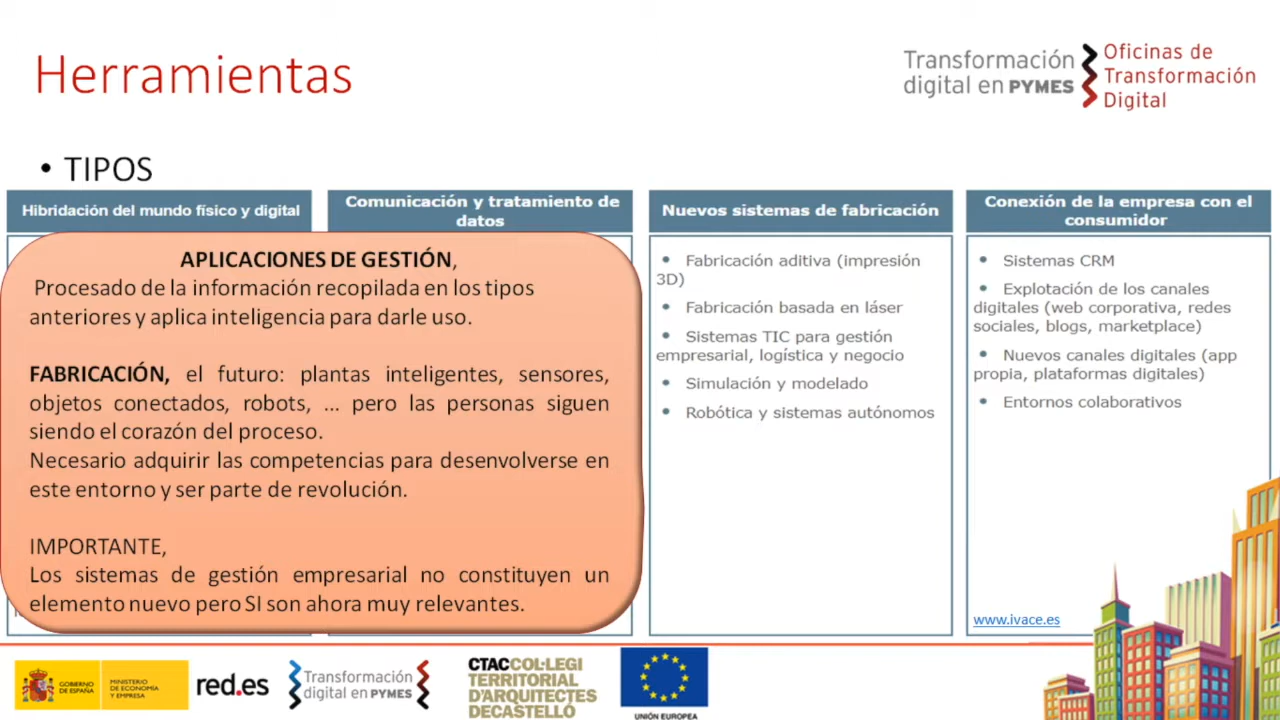 Herramientas
Transformación
digital en PYMES
Oficinas de
Transformación
Digital
• TIPOS
Hibridación del mundo físico y digital
Comunicación y tratamiento de
datos
Nuevos sistemas de fabricación
Conexión de la empresa con el
consumidor
APLICACIONES DE GESTIÓN,
Procesado de la información recopilada en los tipos
anteriores y aplica inteligencia para darle uso.
FABRICACIÓN, el futuro: plantas inteligentes, sensores,
objetos conectados, robots, ... pero las personas siguen
siendo el corazón del proceso.
Necesario adquirir las competencias para desenvolverse en
este entorno y ser parte de revolución.
IMPORTANTE,
Los sistemas de gestión empresarial no constituyen un
elemento nuevo pero SI son ahora muy relevantes.
• Fabricación aditiva (impresión
3D)
• Fabricación basada en láser
• Sistemas TIC para gestión
empresarial, logística y negocio
• Simulación y modelado
• Robótica y sistemas autónomos
• Sistemas CRM
• Explotación de los canales
digitales (web corporativa, redes
sociales, blogs, marketplace)
• Nuevos canales digitales (app
propia, plataformas digitales)
• Entornos colaborativos
www.ivace.es
GOBIERNO
DE ESPAÑA
MINISTERIO
DE ECONOMÍA
Y EMPRESA
red.es
Transformación
digital en PYMES
CTAC COL·LEGI
TERRITORIAL
D'ARQUITECTES
DE CASTELLÓ
UNIÓN EUROPEA